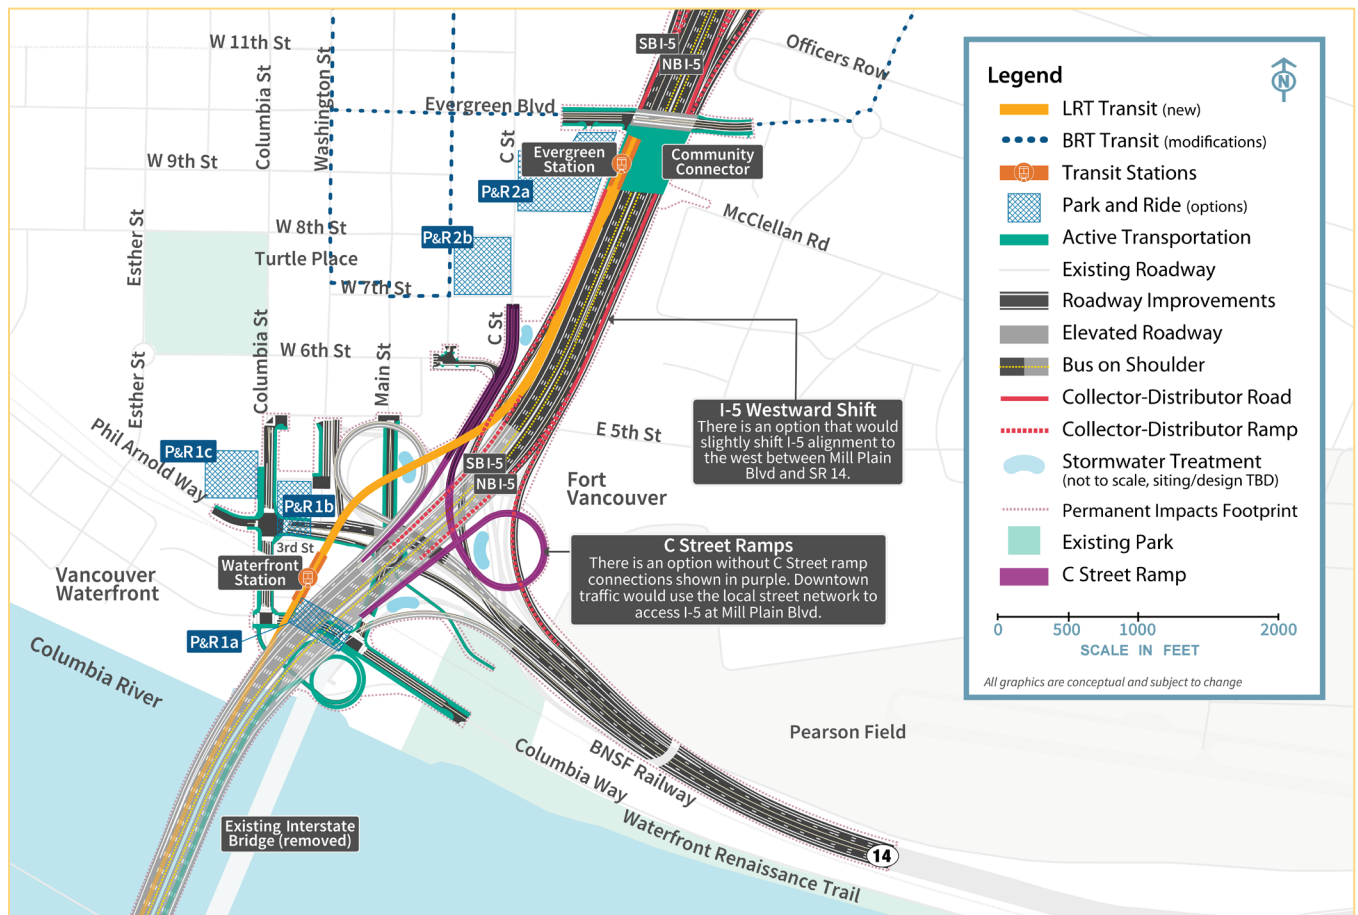 SB I-5
NB I-5
Officers Row
W 11th St
Columbia St
Washington St
Evergreen Blvd
C St
W 9th St
Evergreen
Station
Community
Connector
P&R 2a
McClellan Rd
Esther St
W 8th St
P&R 2b
Turtle Place
W 7th St
C St
Columbia St
W 6th St
Main St
Esther St
I-5 Westward Shift
There is an option that would
slightly shift I-5 alignment to
the west between Mill Plain
Blvd and SR 14.
E 5th St
Phil Arnold Way
P&R 1c
SB I-5
NB I-5
Fort
Vancouver
P&R 1b
3rd St
Waterfront
Station
C Street Ramps
There is an option without C Street ramp
connections shown in purple. Downtown
traffic would use the local street network to
access I-5 at Mill Plain Blvd.
Vancouver
Waterfront
P&R 1a
Columbia River
Pearson Field
BNSF Railway
Columbia Way
Waterfront Renaissance Trail
Existing Interstate
Bridge (removed)
14
Legend
N
LRT Transit (new)
BRT Transit (modifications)
Transit Stations
Park and Ride (options)
Active Transportation
Existing Roadway
Roadway Improvements
Elevated Roadway
Bus on Shoulder
Collector-Distributor Road
Collector-Distributor Ramp
Stormwater Treatment
(not to scale, siting/design TBD)
Permanent Impacts Footprint
Existing Park
C Street Ramp
0 500 1000 2000
SCALE IN FEET
All graphics are conceptual and subject to change